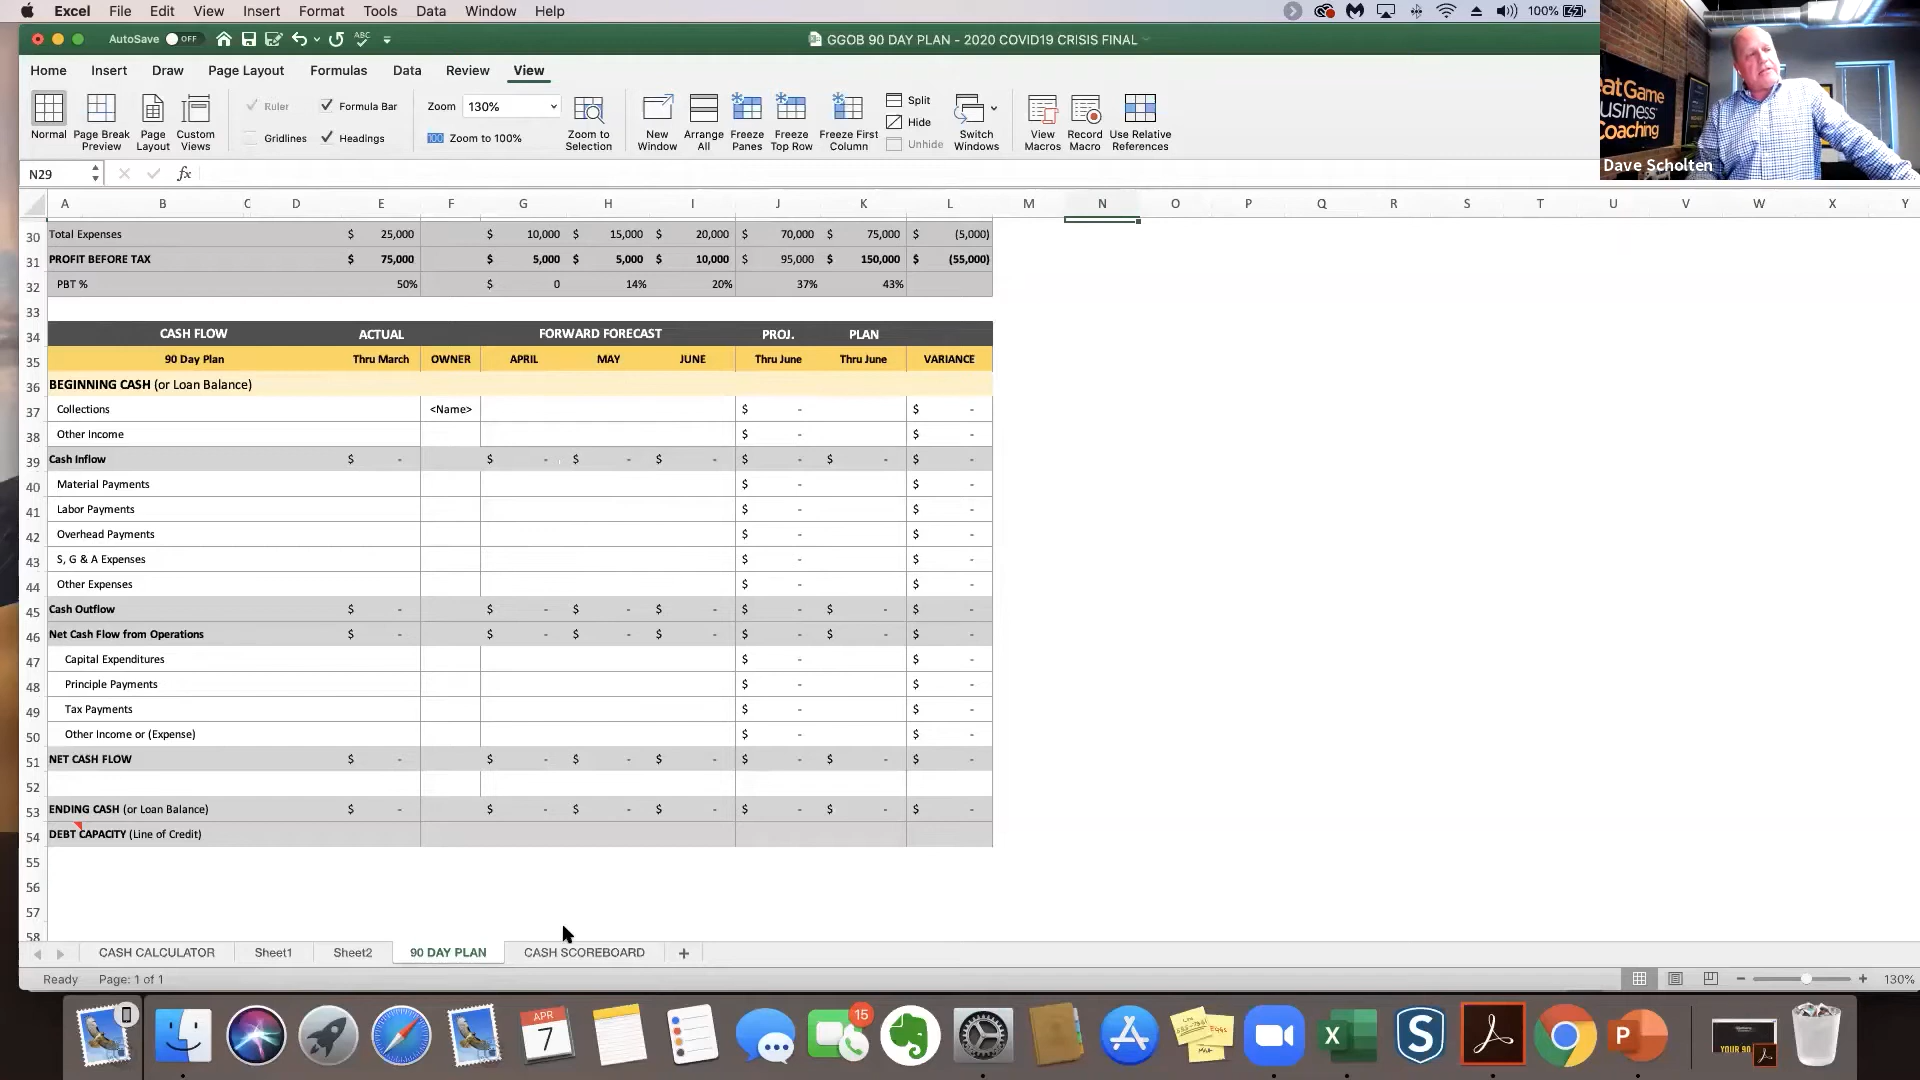 Excel File Edit View Insert Format Tools Data Window Help 100%
AutoSave OFF ABC GGOB 90 DAY PLAN - 2020 COVID19 CRISIS FINAL
Home Insert Draw Page Layout Formulas Data Review View
Ruler Formula Bar Zoom 130% Split
Gridlines Headings 100 Zoom to 100% Hide
Unhide
Normal Page Break Preview Page Layout Custom Views Zoom to Selection New Window Arrange All Freeze Panes Freeze Top Row Freeze First Column Switch Windows View Macros Record Macro Use Relative References
eat Game
usiness
Coaching
Dave Scholten
N29 fx
A B C D E F G H I J K L M N O P Q R S T U V W X Y
30 Total Expenses $ 25,000 $ 10,000 $ 15,000 $ 20,000 $ 70,000 $ 75,000 $ (5,000)
31 PROFIT BEFORE TAX $ 75,000 $ 5,000 $ 5,000 $ 10,000 $ 95,000 $ 150,000 $ (55,000)
32 PBT % 50% $ 0 14% 20% 37% 43%
33
34 CASH FLOW ACTUAL FORWARD FORECAST PROJ. PLAN
35 90 Day Plan Thru March OWNER APRIL MAY JUNE Thru June Thru June VARIANCE
36 BEGINNING CASH (or Loan Balance)
37 Collections <Name> $ - $ -
38 Other Income $ - $ -
39 Cash Inflow $ - $ - $ - $ - $ - $ - $ -
40 Material Payments $ - $ -
41 Labor Payments $ - $ -
42 Overhead Payments $ - $ -
43 S, G & A Expenses $ - $ -
44 Other Expenses $ - $ -
45 Cash Outflow $ - $ - $ - $ - $ - $ - $ -
46 Net Cash Flow from Operations $ - $ - $ - $ - $ - $ - $ -
47 Capital Expenditures $ - $ -
48 Principle Payments $ - $ -
49 Tax Payments $ - $ -
50 Other Income or (Expense) $ - $ -
51 NET CASH FLOW $ - $ - $ - $ - $ - $ - $ -
52
53 ENDING CASH (or Loan Balance) $ - $ - $ - $ - $ - $ - $ -
54 DEBT CAPACITY (Line of Credit)
55
56
57
58
CASH CALCULATOR Sheet1 Sheet2 90 DAY PLAN CASH SCOREBOARD +
Ready Page: 1 of 1 130%
APR
7
15
X
S
P
YOUR 90